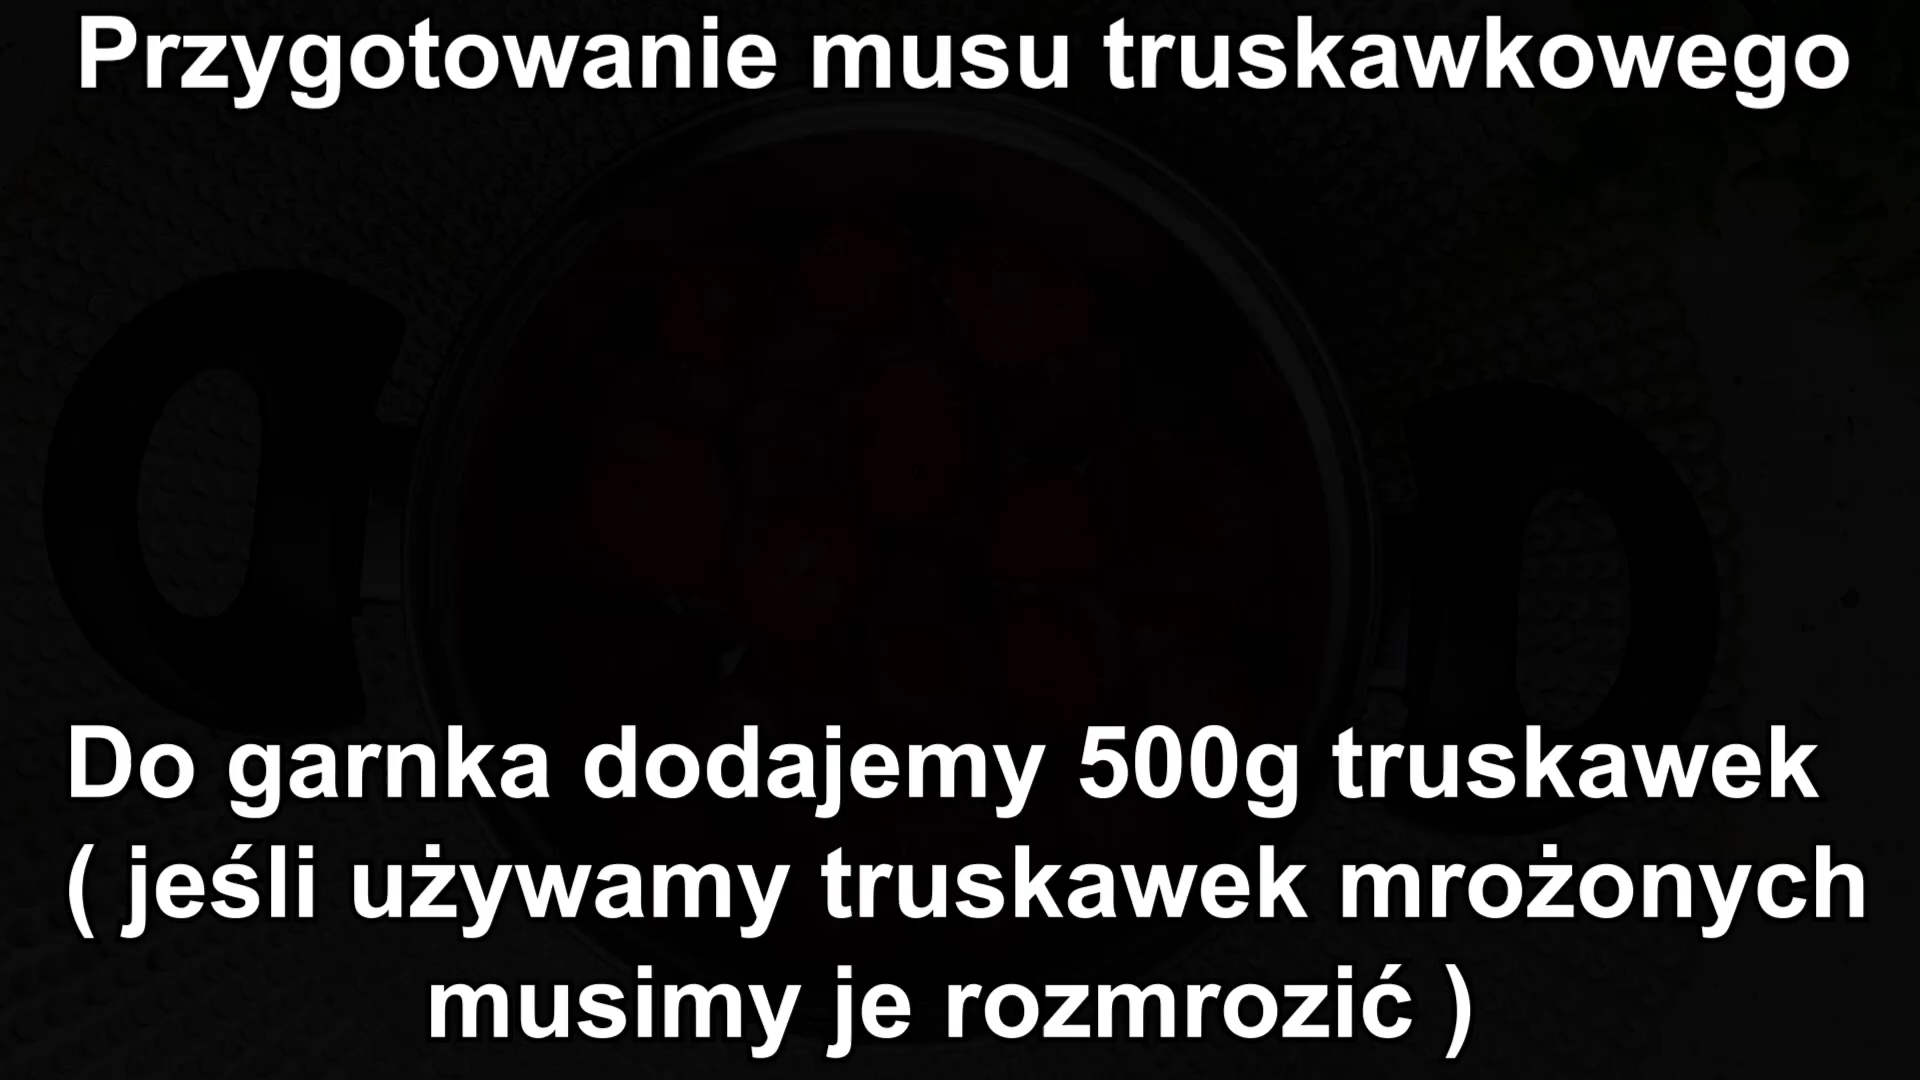 Przygotowanie musu truskawkowego
Do garnka dodajemy 500g truskawek
( jeśli używamy truskawek mrożonych
musimy je rozmrozić )